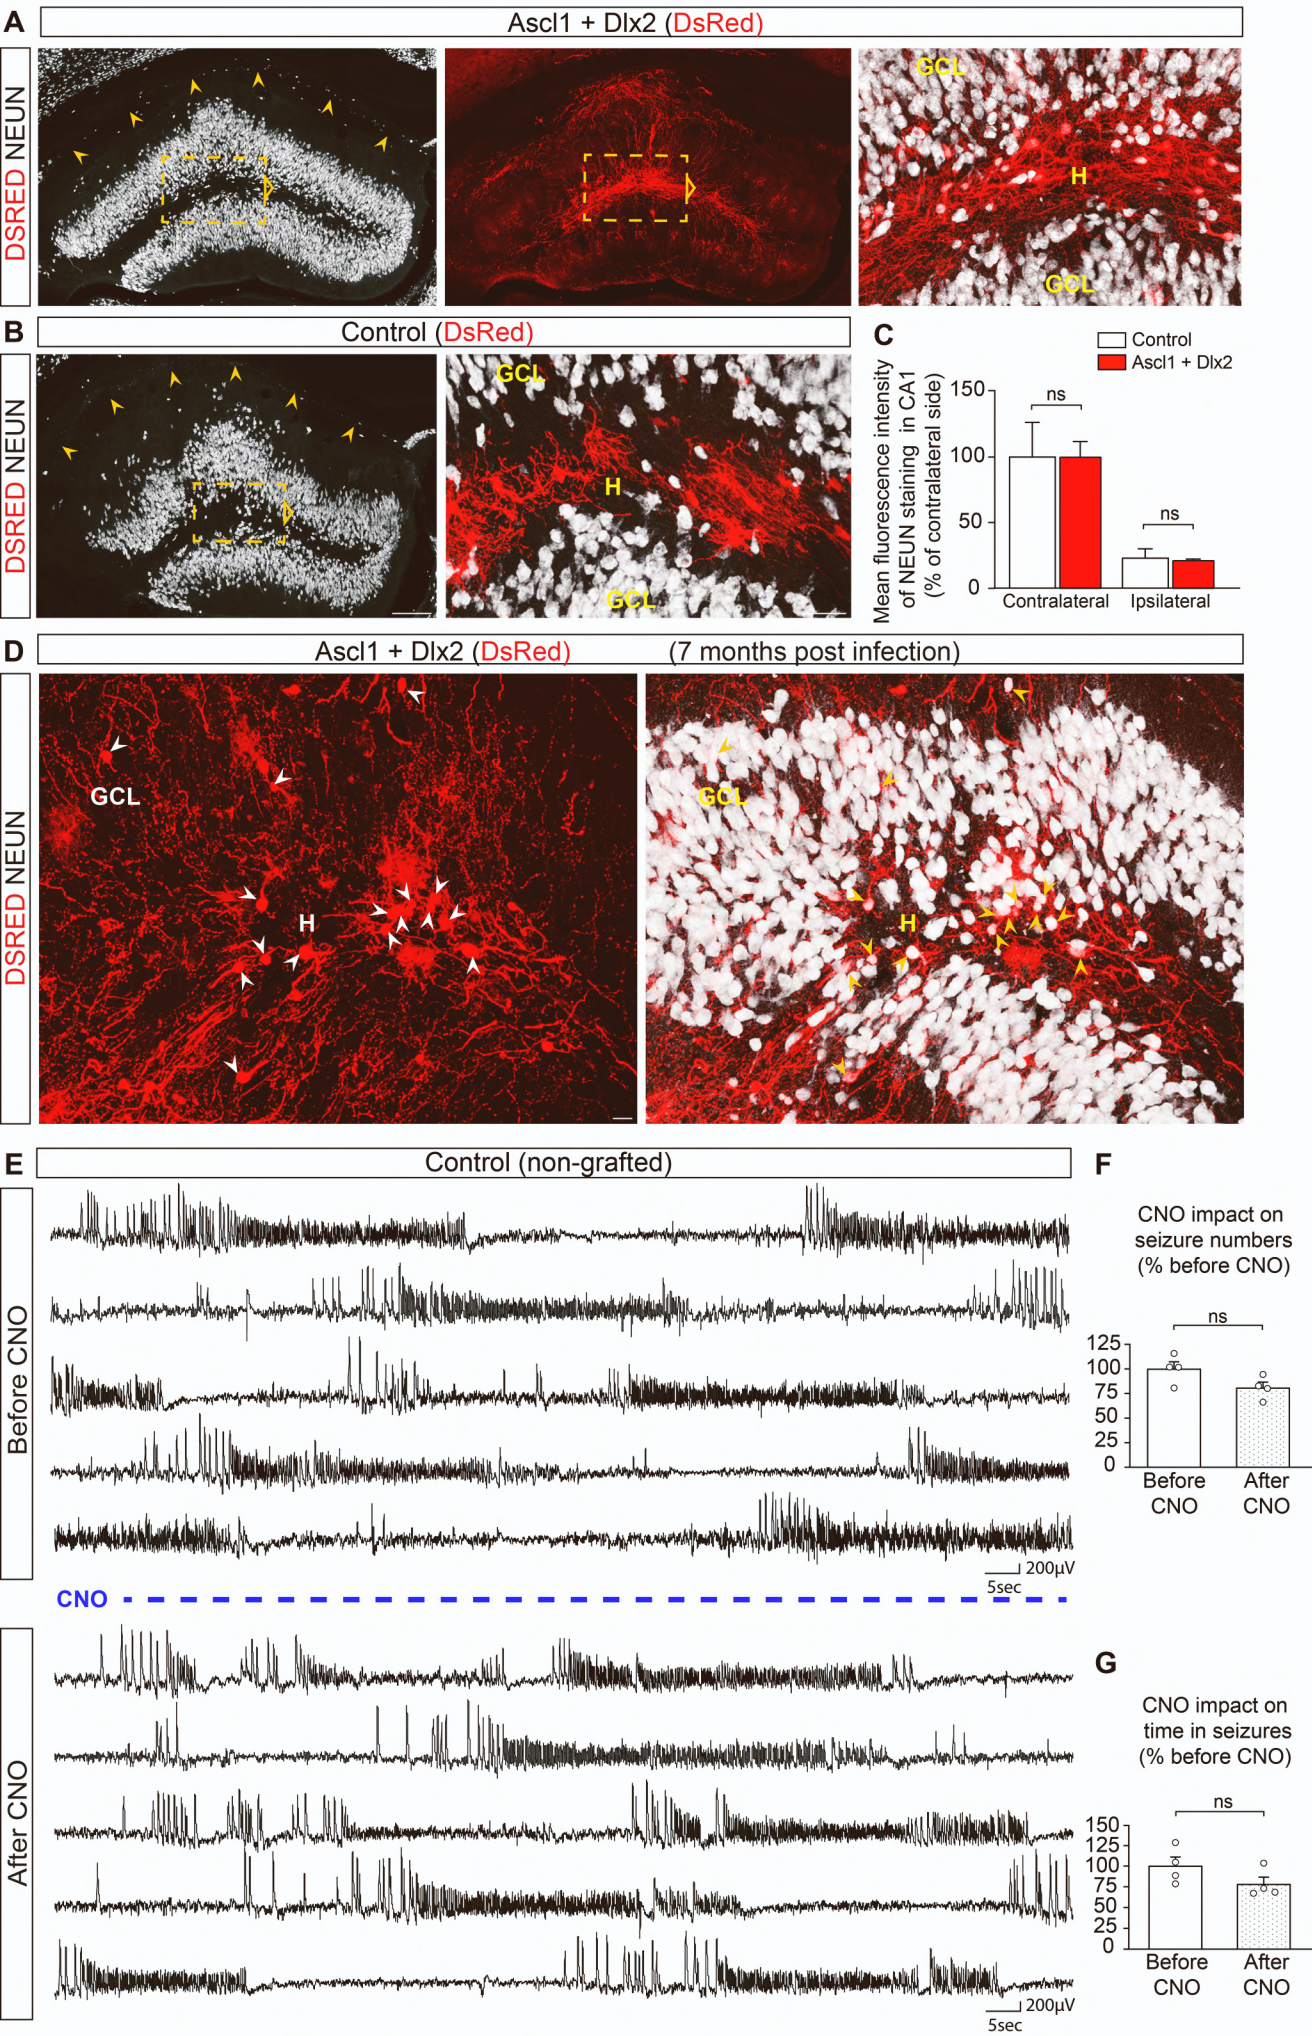 A
Ascl1 + Dlx2 (DsRed)
DSRED NEUN
GCL
H
GCL
B
Control (DsRed)
DSRED NEUN
GCL
H
GCL
C
Control
Ascl1 + Dlx2
Mean fluorescence intensity
of NEUN staining in CA1
(% of contralateral side)
150
100
50
0
ns
ns
Contralateral
Ipsilateral
D
Ascl1 + Dlx2 (DsRed) (7 months post infection)
DSRED NEUN
GCL
H
GCL
H
E
Control (non-grafted)
Before CNO
200µV
5sec
CNO
After CNO
200µV
5sec
F
CNO impact on
seizure numbers
(% before CNO)
ns
125
100
75
50
25
0
Before
CNO
After
CNO
G
CNO impact on
time in seizures
(% before CNO)
ns
150
125
100
75
50
25
0
Before
CNO
After
CNO